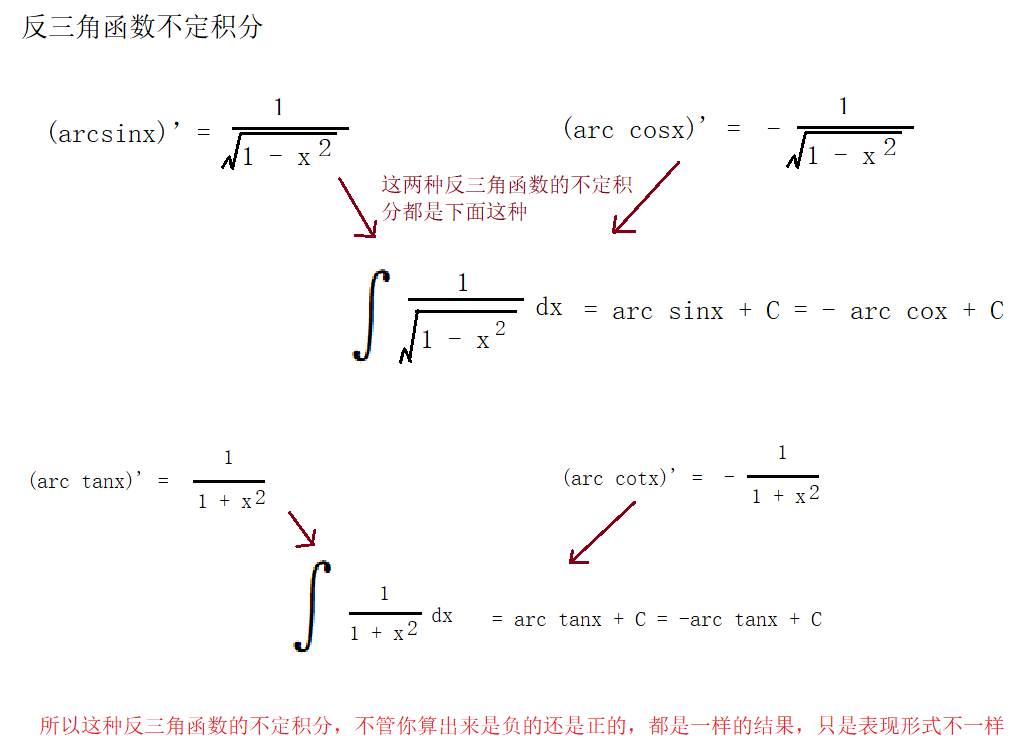 反三角函数不定积分
(arcsinx)’ = 1 / √1 - x²
(arc cosx)’ = - 1 / √1 - x²
这两种反三角函数的不定积
分都是下面这种
∫ 1 / √1 - x² dx = arc sinx + C = - arc cox + C
(arc tanx)’ = 1 / 1 + x²
(arc cotx)’ = - 1 / 1 + x²
∫ 1 / 1 + x² dx = arc tanx + C = -arc tanx + C
所以这种反三角函数的不定积分，不管你算出来是负的还是正的，都是一样的结果，只是表现形式不一样